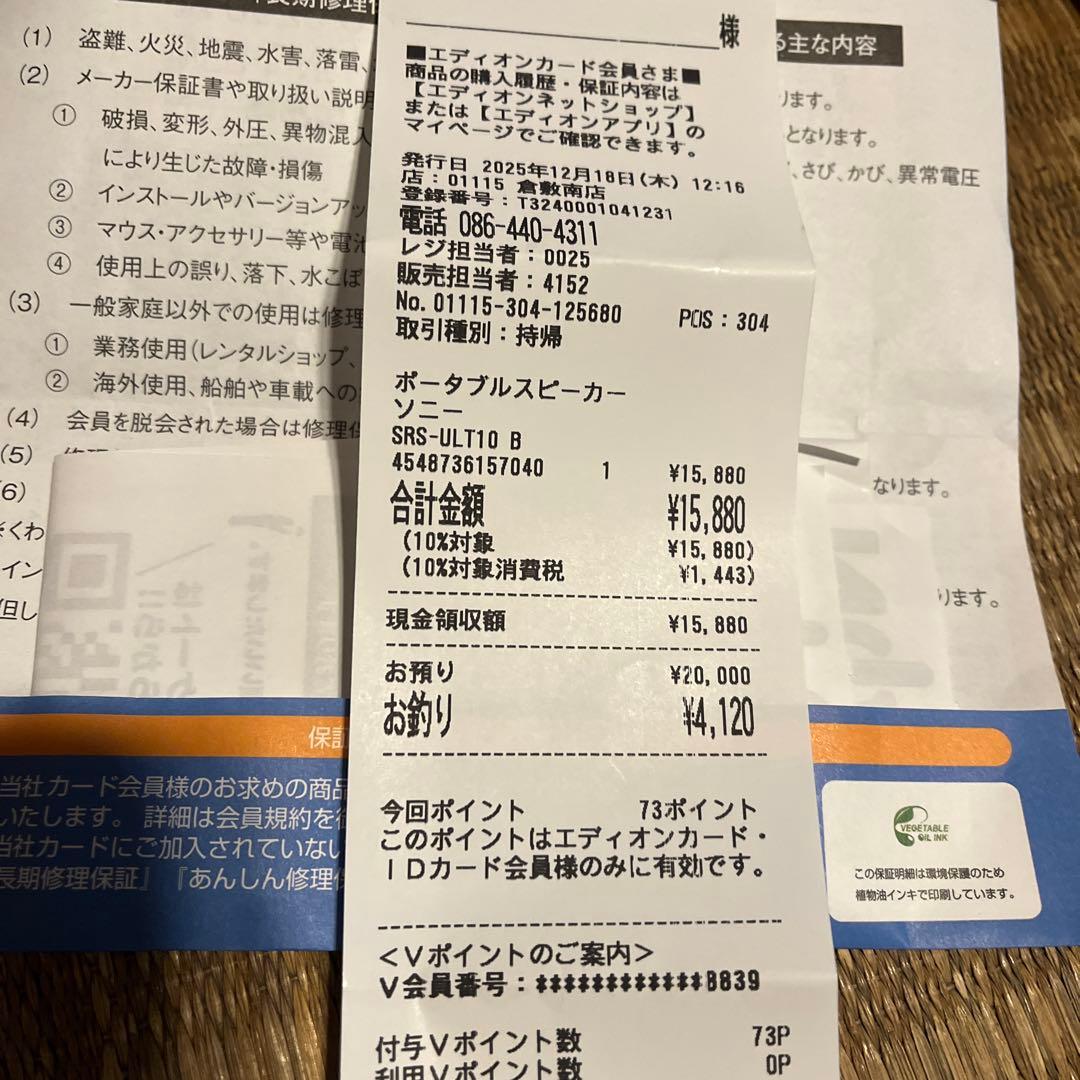 様
■エディオンカード会員さま■
商品の購入履歴・保証内容は
【エディオンネットショップ】
または【エディオンアプリ】の
マイページでご確認できます。
発行日 2025年12月18日(木) 12:16
店：01115 倉敷南店
登録番号：T3240001041231
電話 086-440-4311
レジ担当者：0025
販売担当者：4152
No.01115-304-125680 POS：304
取引種別：持帰
ポータブルスピーカー
ソニー
SRS-ULT10 B
4548736157040 1 ¥15,880
合計金額 ¥15,880
(10%対象 ¥15,880)
(10%対象消費税 ¥1,443)
現金領収額 ¥15,880
お預り ¥20,000
お釣り ¥4,120
今回ポイント 73ポイント
このポイントはエディオンカード・
IDカード会員様のみに有効です。
<Vポイントのご案内>
V会員番号：************B839
付与Vポイント数 73P
利用Vポイント数 0P
(1) 盗難、火災、地震、水害、落雷、
(2) メーカー保証書や取り扱い説明
① 破損、変形、外圧、異物混入
により生じた故障・損傷
② インストールやバージョンアッ
③ マウス・アクセサリー等や電池
④ 使用上の誤り、落下、水こぼ
(3) 一般家庭以外での使用は修理
① 業務使用(レンタルショップ、
② 海外使用、船舶や車載への
(4) 会員を脱会された場合は修理保
(5)
(6)
※くわ
イン
但し
保証
当社カード会員様のお求めの商品
いたします。詳細は会員規約を
当社カードにご加入されていない
長期修理保証』『あんしん修理保
る主な内容
ります。
となります。
、さび、かび、異常電圧
なります。
ります。
VEGETABLE
OIL INK
この保証明細は環境保護のため
植物油インキで印刷しています。